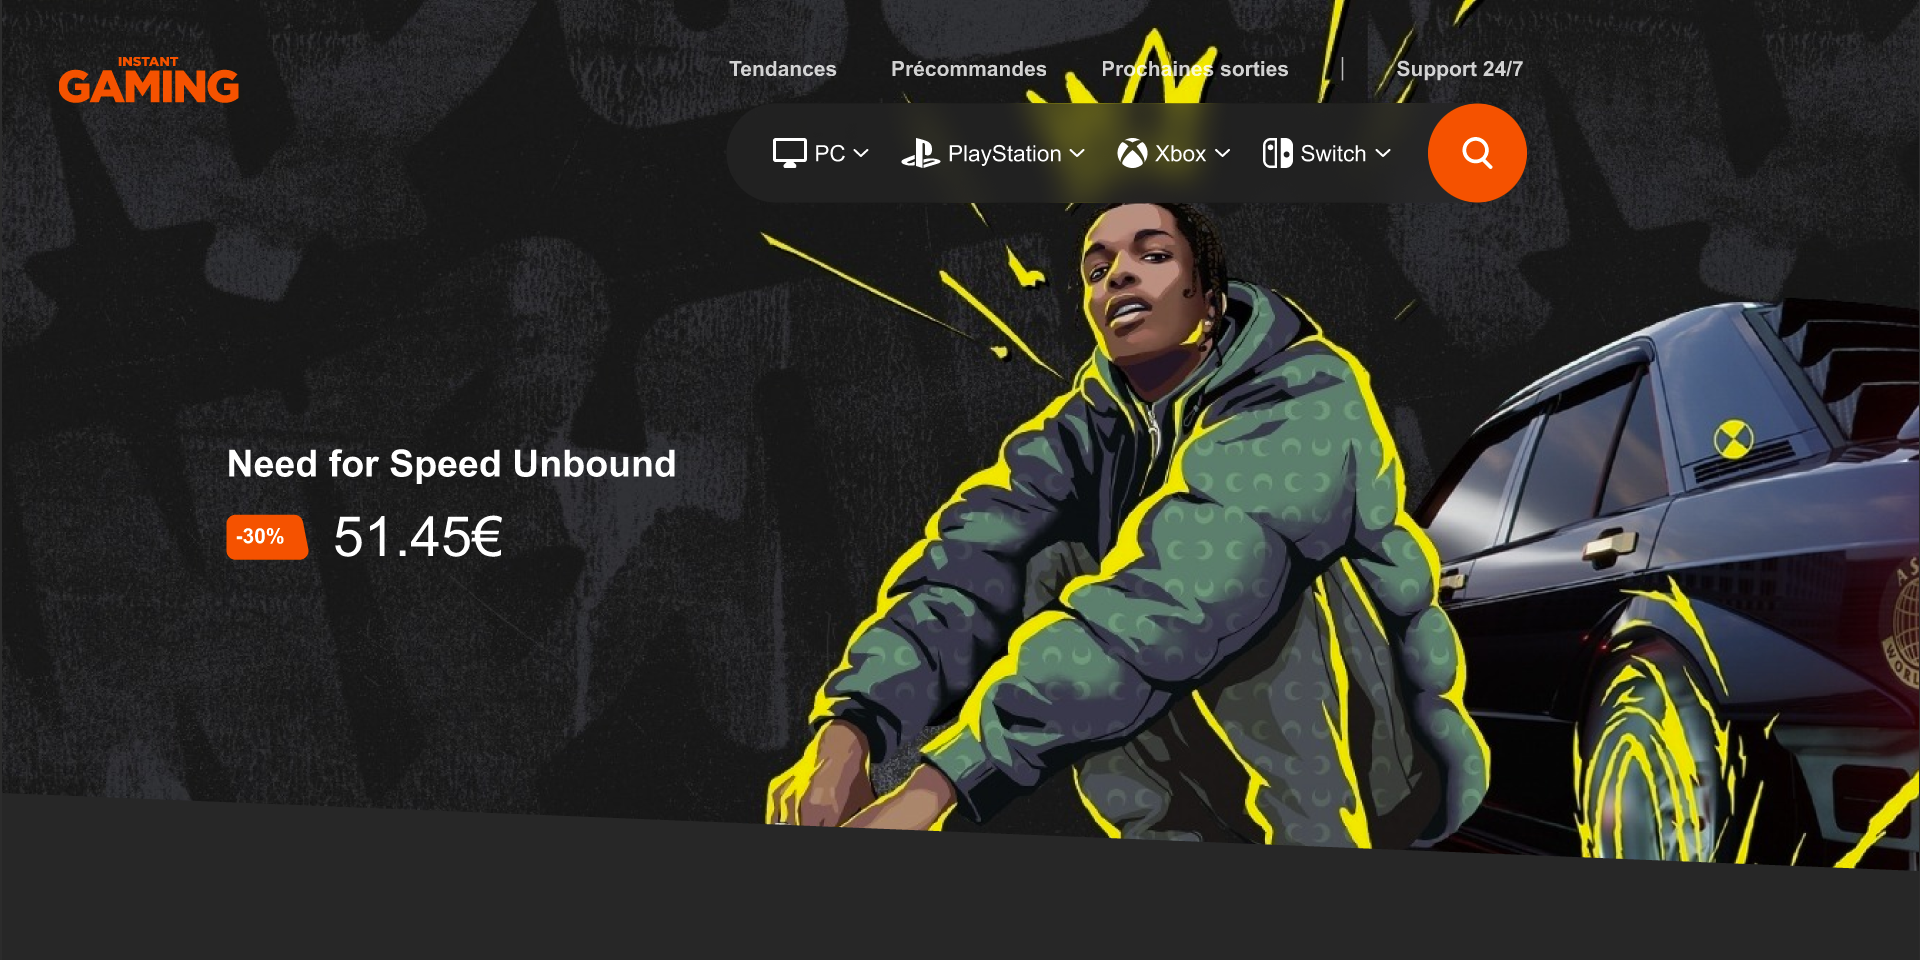 INSTANT
GAMING
Tendances
Précommandes
Prochaines sorties
Support 24/7
PC
PlayStation
Xbox
Switch
Need for Speed Unbound
-30%
51.45€